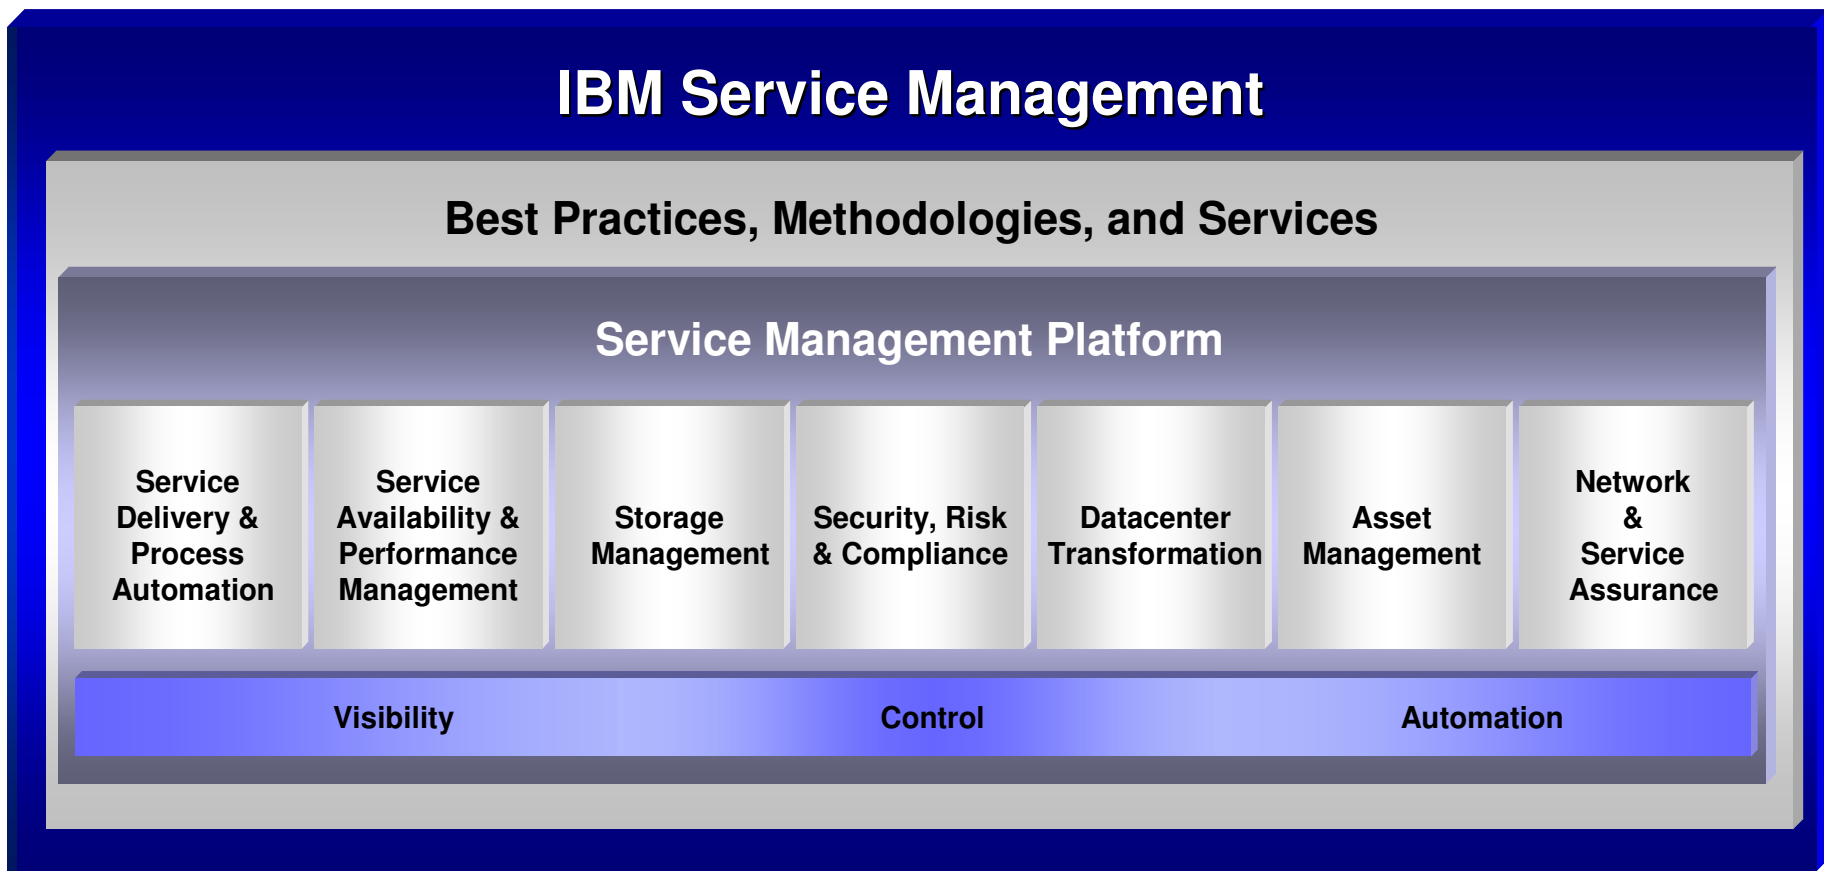 IBM Service Management
Best Practices, Methodologies, and Services
Service Management Platform
Service
Delivery &
Process
Automation
Service
Availability &
Performance
Management
Storage
Management
Security, Risk
& Compliance
Datacenter
Transformation
Asset
Management
Network
&
Service
Assurance
Visibility
Control
Automation